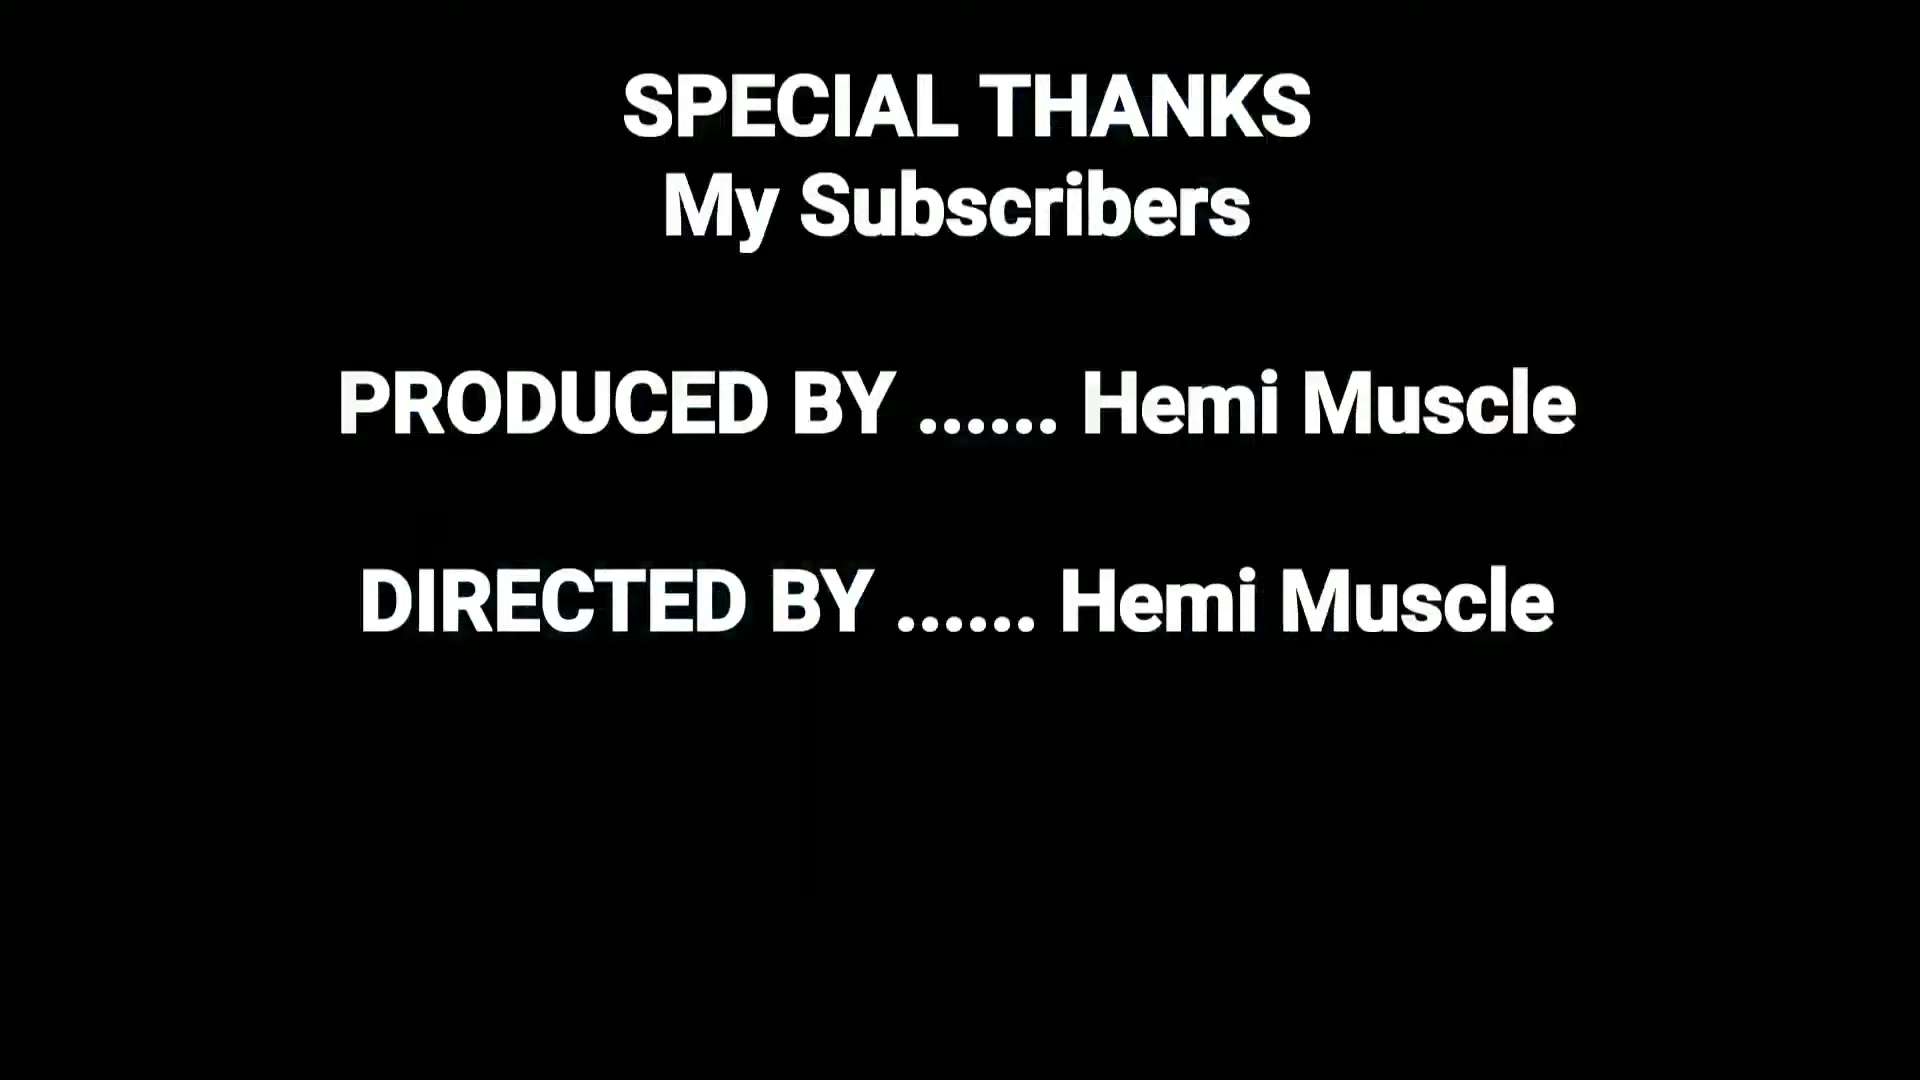 SPECIAL THANKS
My Subscribers
PRODUCED BY ...... Hemi Muscle
DIRECTED BY ...... Hemi Muscle